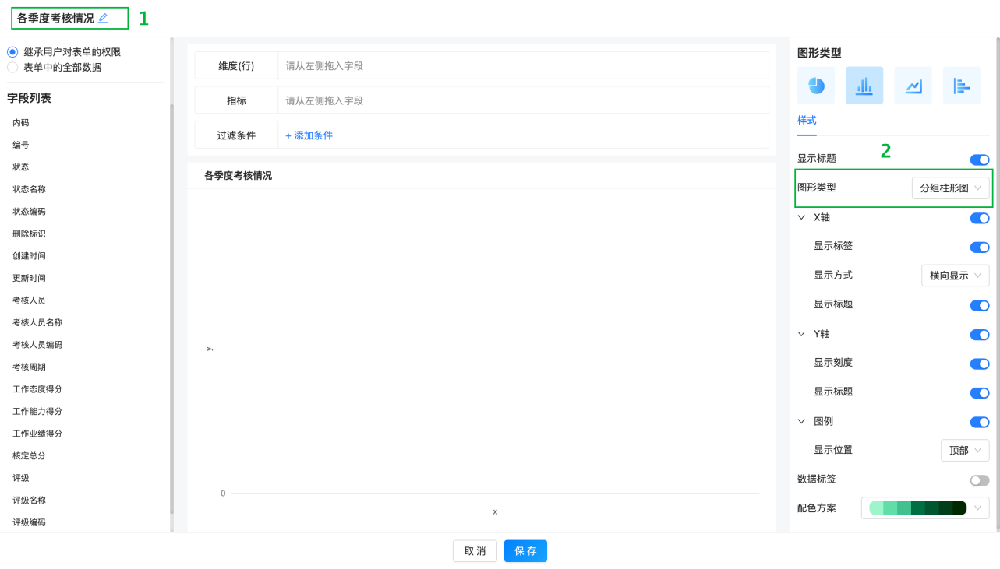 各季度考核情况
1
继承用户对表单的权限
表单中的全部数据
字段列表
内码
编号
状态
状态名称
状态编码
删除标识
创建时间
更新时间
考核人员
考核人员名称
考核人员编码
考核周期
工作态度得分
工作能力得分
工作业绩得分
核定总分
评级
评级名称
评级编码
维度(行) 请从左侧拖入字段
指标 请从左侧拖入字段
过滤条件 + 添加条件
各季度考核情况
y
0
x
图形类型
样式
2
显示标题
图形类型 分组柱形图
X轴
显示标签
显示方式 横向显示
显示标题
Y轴
显示刻度
显示标题
图例
显示位置 顶部
数据标签
配色方案
取 消 保 存